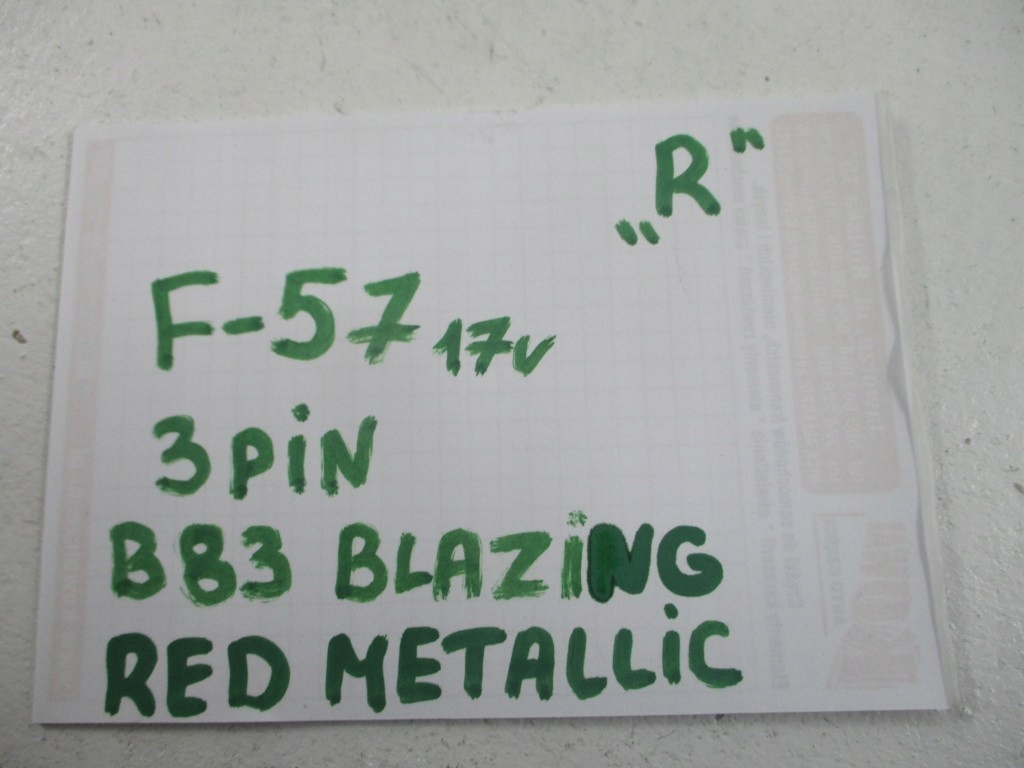 „R"
F-57 17v
3PiN
B83 BLAZiNG
RED METALLiC